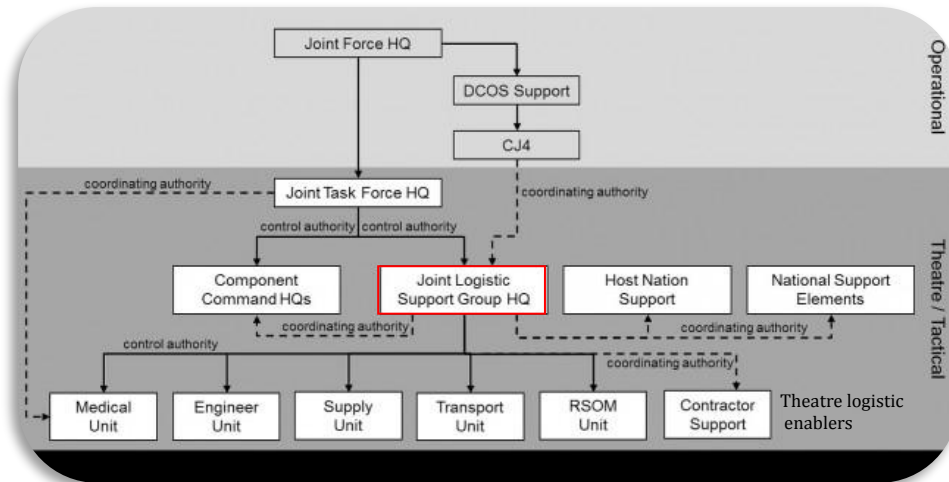 Joint Force HQ
Operational
DCOS Support
CJ4
coordinating authority
coordinating authority
Joint Task Force HQ
control authority
control authority
Theatre / Tactical
Component
Command HQs
Joint Logistic
Support Group HQ
Host Nation
Support
National Support
Elements
coordinating authority
coordinating authority
control authority
coordinating authority
Medical
Unit
Engineer
Unit
Supply
Unit
Transport
Unit
RSOM
Unit
Contractor
Support
Theatre logistic
enablers